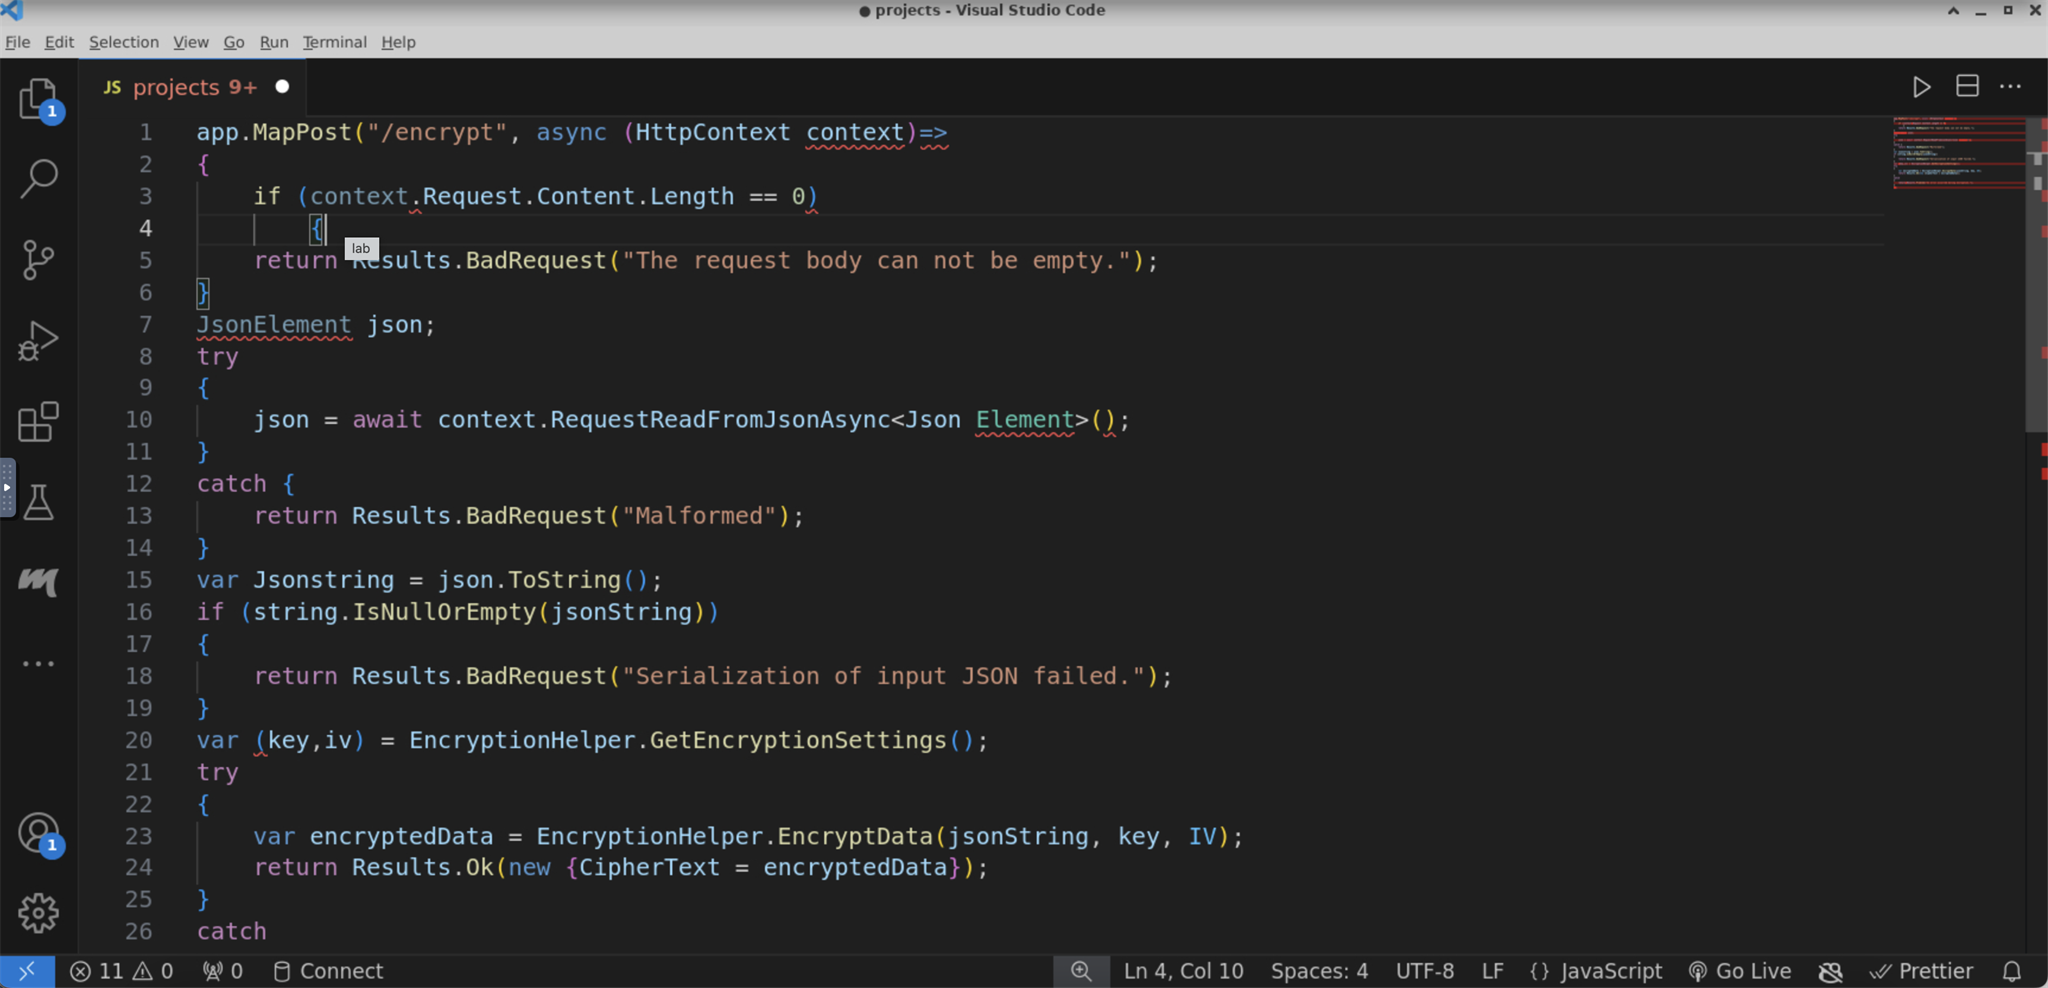 ● projects - Visual Studio Code
File Edit Selection View Go Run Terminal Help
1
JS projects 9+
1 app.MapPost("/encrypt", async (HttpContext context)=>
2 {
3 if (context.Request.Content.Length == 0)
4 {
lab
5 return Results.BadRequest("The request body can not be empty.");
6 }
7 JsonElement json;
8 try
9 {
10 json = await context.RequestReadFromJsonAsync<Json Element>();
11 }
12 catch {
13 return Results.BadRequest("Malformed");
14 }
15 var Jsonstring = json.ToString();
16 if (string.IsNullOrEmpty(jsonString))
17 {
18 return Results.BadRequest("Serialization of input JSON failed.");
19 }
20 var (key,iv) = EncryptionHelper.GetEncryptionSettings();
21 try
22 {
23 var encryptedData = EncryptionHelper.EncryptData(jsonString, key, IV);
24 return Results.Ok(new {CipherText = encryptedData});
25 }
26 catch
1
11 0 0 Connect Ln 4, Col 10 Spaces: 4 UTF-8 LF {} JavaScript Go Live Prettier